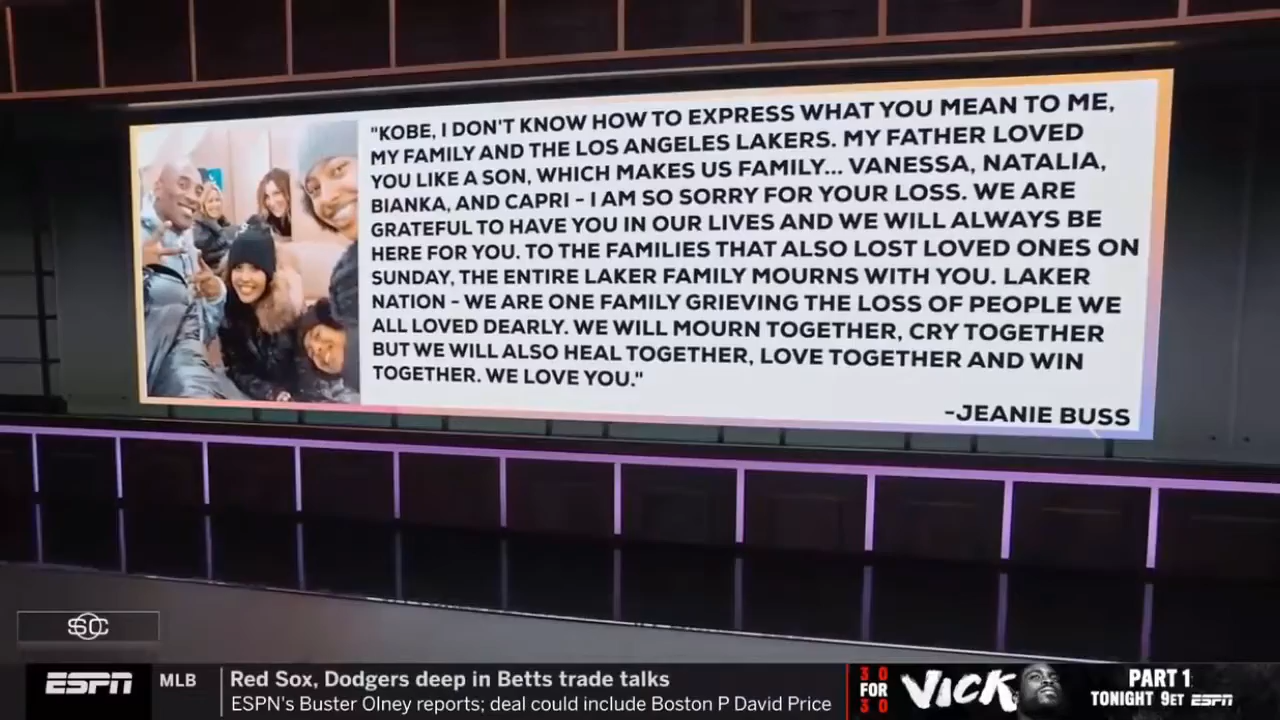 "KOBE, I DON'T KNOW HOW TO EXPRESS WHAT YOU MEAN TO ME,
MY FAMILY AND THE LOS ANGELES LAKERS. MY FATHER LOVED
YOU LIKE A SON, WHICH MAKES US FAMILY... VANESSA, NATALIA,
BIANKA, AND CAPRI - I AM SO SORRY FOR YOUR LOSS. WE ARE
GRATEFUL TO HAVE YOU IN OUR LIVES AND WE WILL ALWAYS BE
HERE FOR YOU. TO THE FAMILIES THAT ALSO LOST LOVED ONES ON
SUNDAY, THE ENTIRE LAKER FAMILY MOURNS WITH YOU. LAKER
NATION - WE ARE ONE FAMILY GRIEVING THE LOSS OF PEOPLE WE
ALL LOVED DEARLY. WE WILL MOURN TOGETHER, CRY TOGETHER
BUT WE WILL ALSO HEAL TOGETHER, LOVE TOGETHER AND WIN
TOGETHER. WE LOVE YOU."
-JEANIE BUSS
SC
ESPN
MLB
Red Sox, Dodgers deep in Betts trade talks
ESPN's Buster Olney reports; deal could include Boston P David Price
30
FOR
30
VICK
PART 1
TONIGHT 9ET ESPN